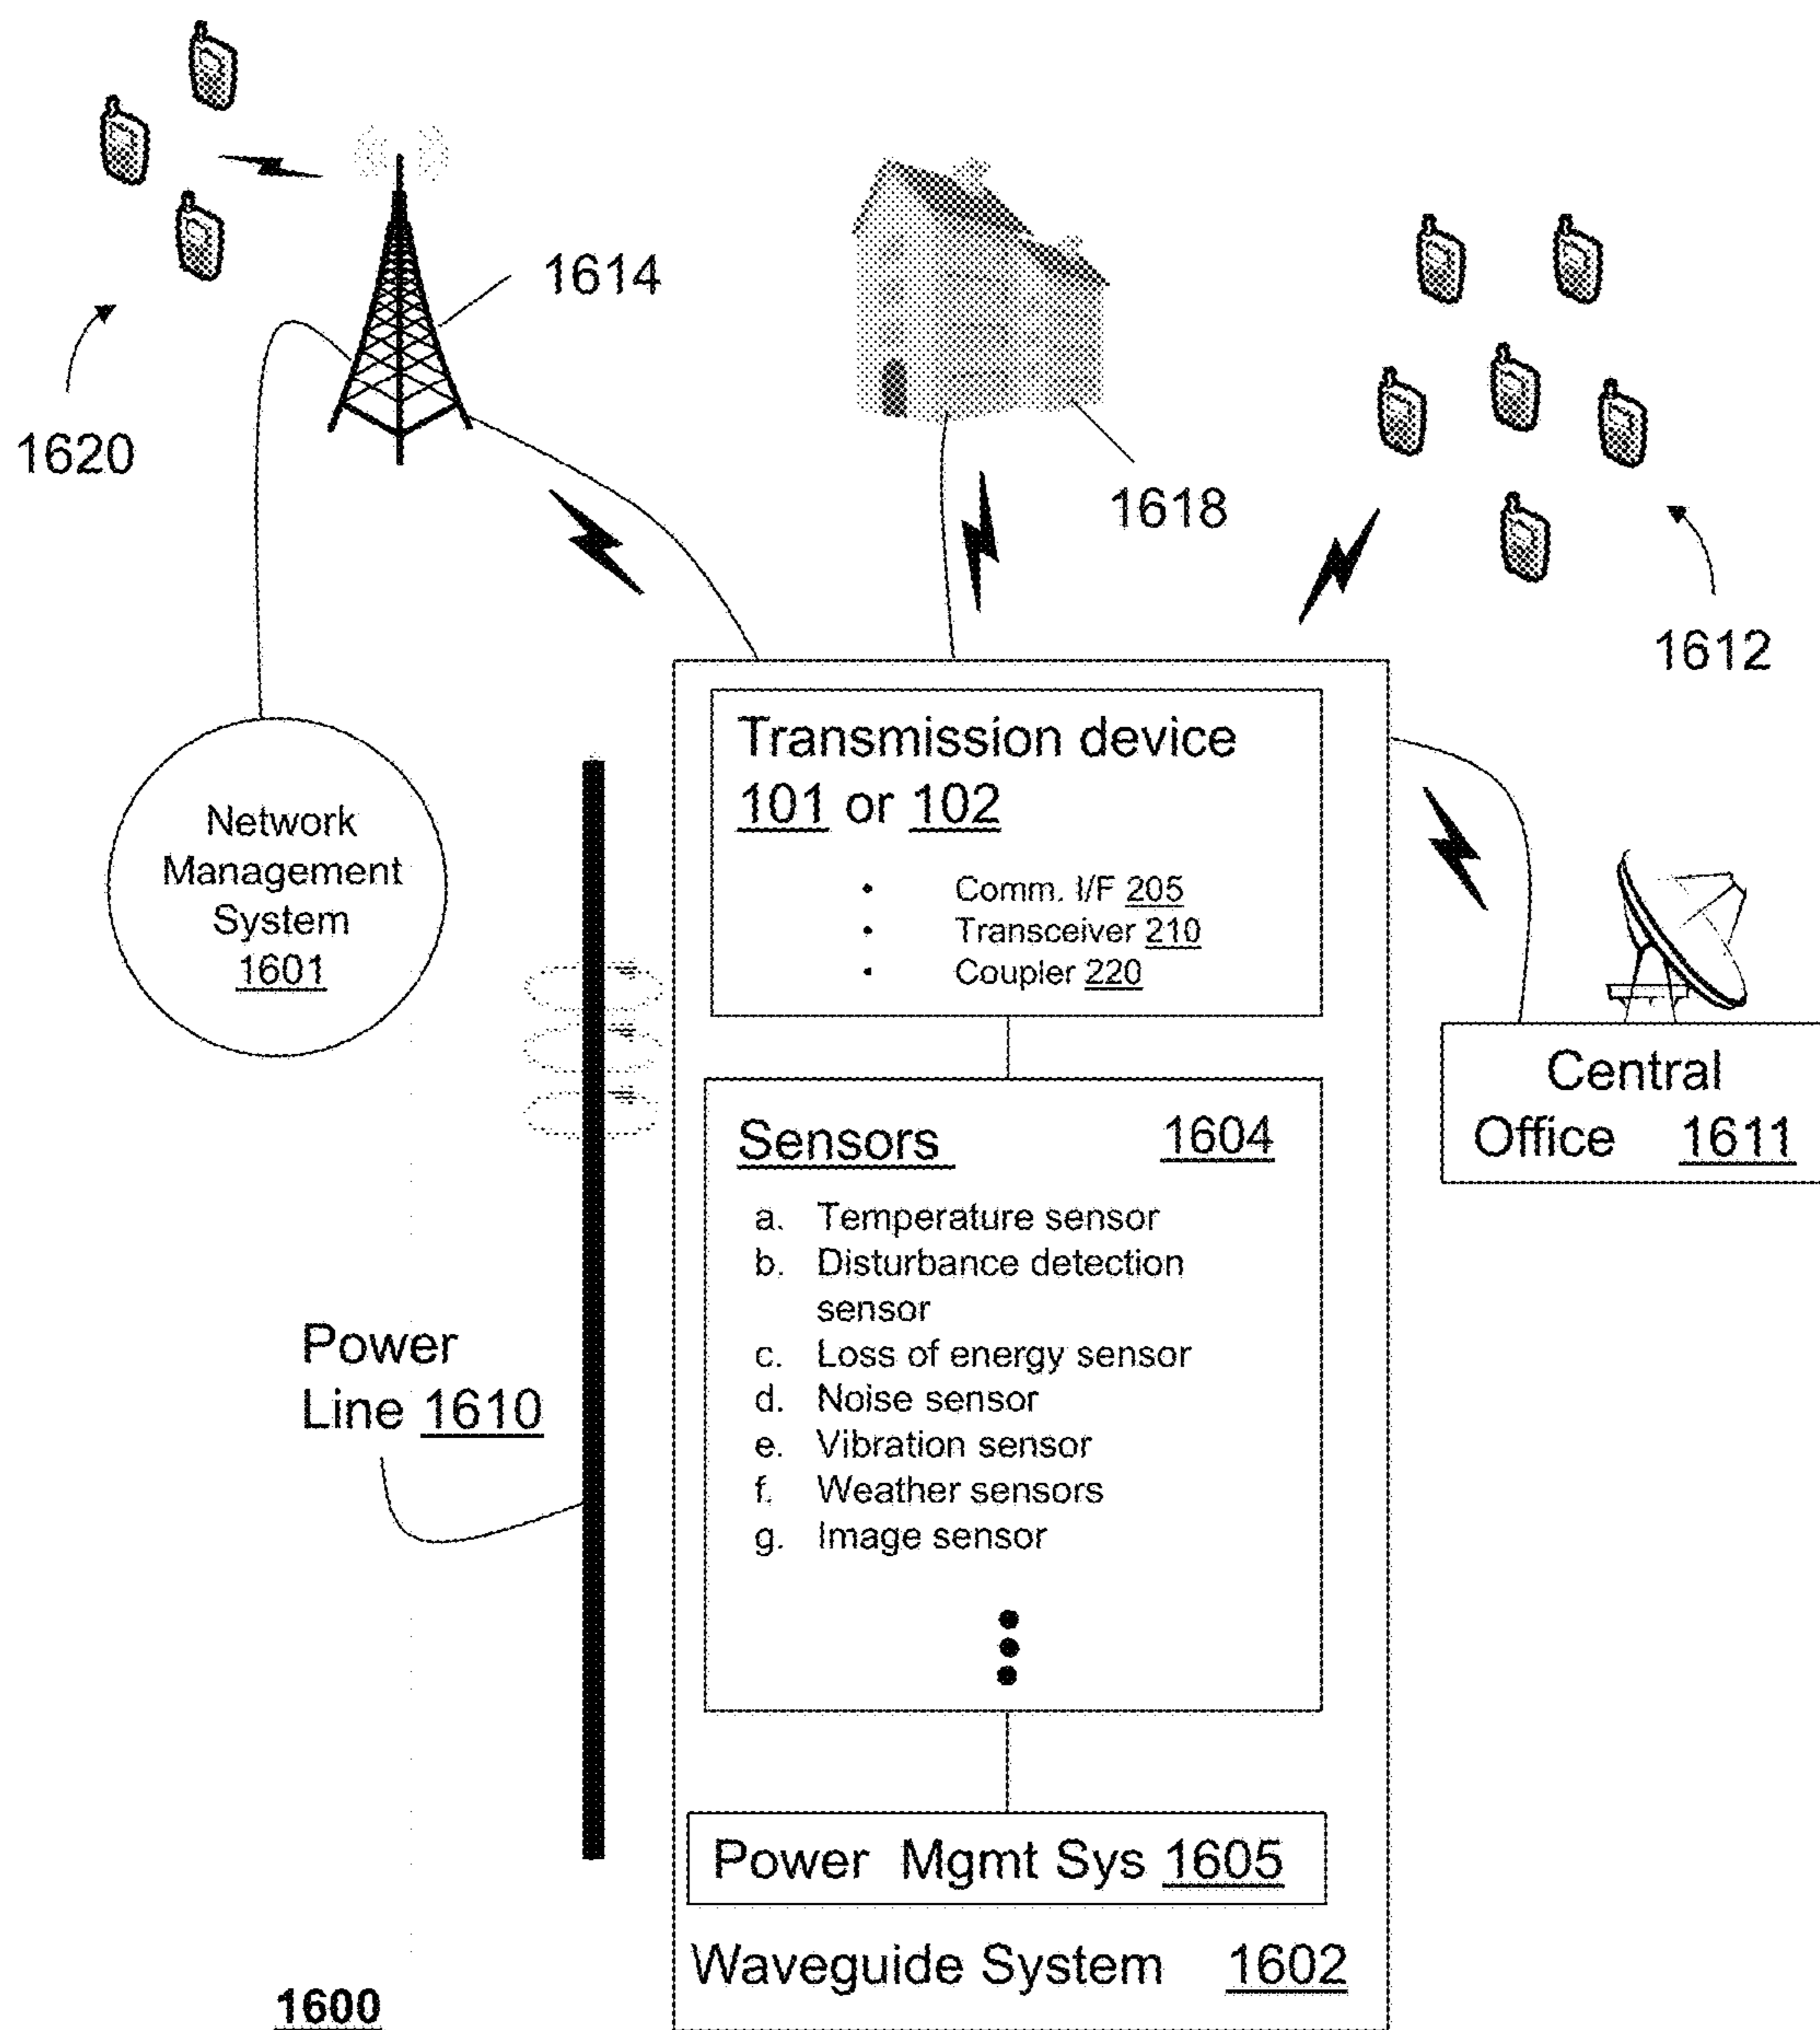 1614
1620
1618
1612
Network
Management
System
1601
Transmission device
101 or 102
• Comm. I/F 205
• Transceiver 210
• Coupler 220
Central
Office 1611
Sensors 1604
a. Temperature sensor
b. Disturbance detection
sensor
c. Loss of energy sensor
d. Noise sensor
e. Vibration sensor
f. Weather sensors
g. Image sensor
Power
Line 1610
Power Mgmt Sys 1605
Waveguide System 1602
1600